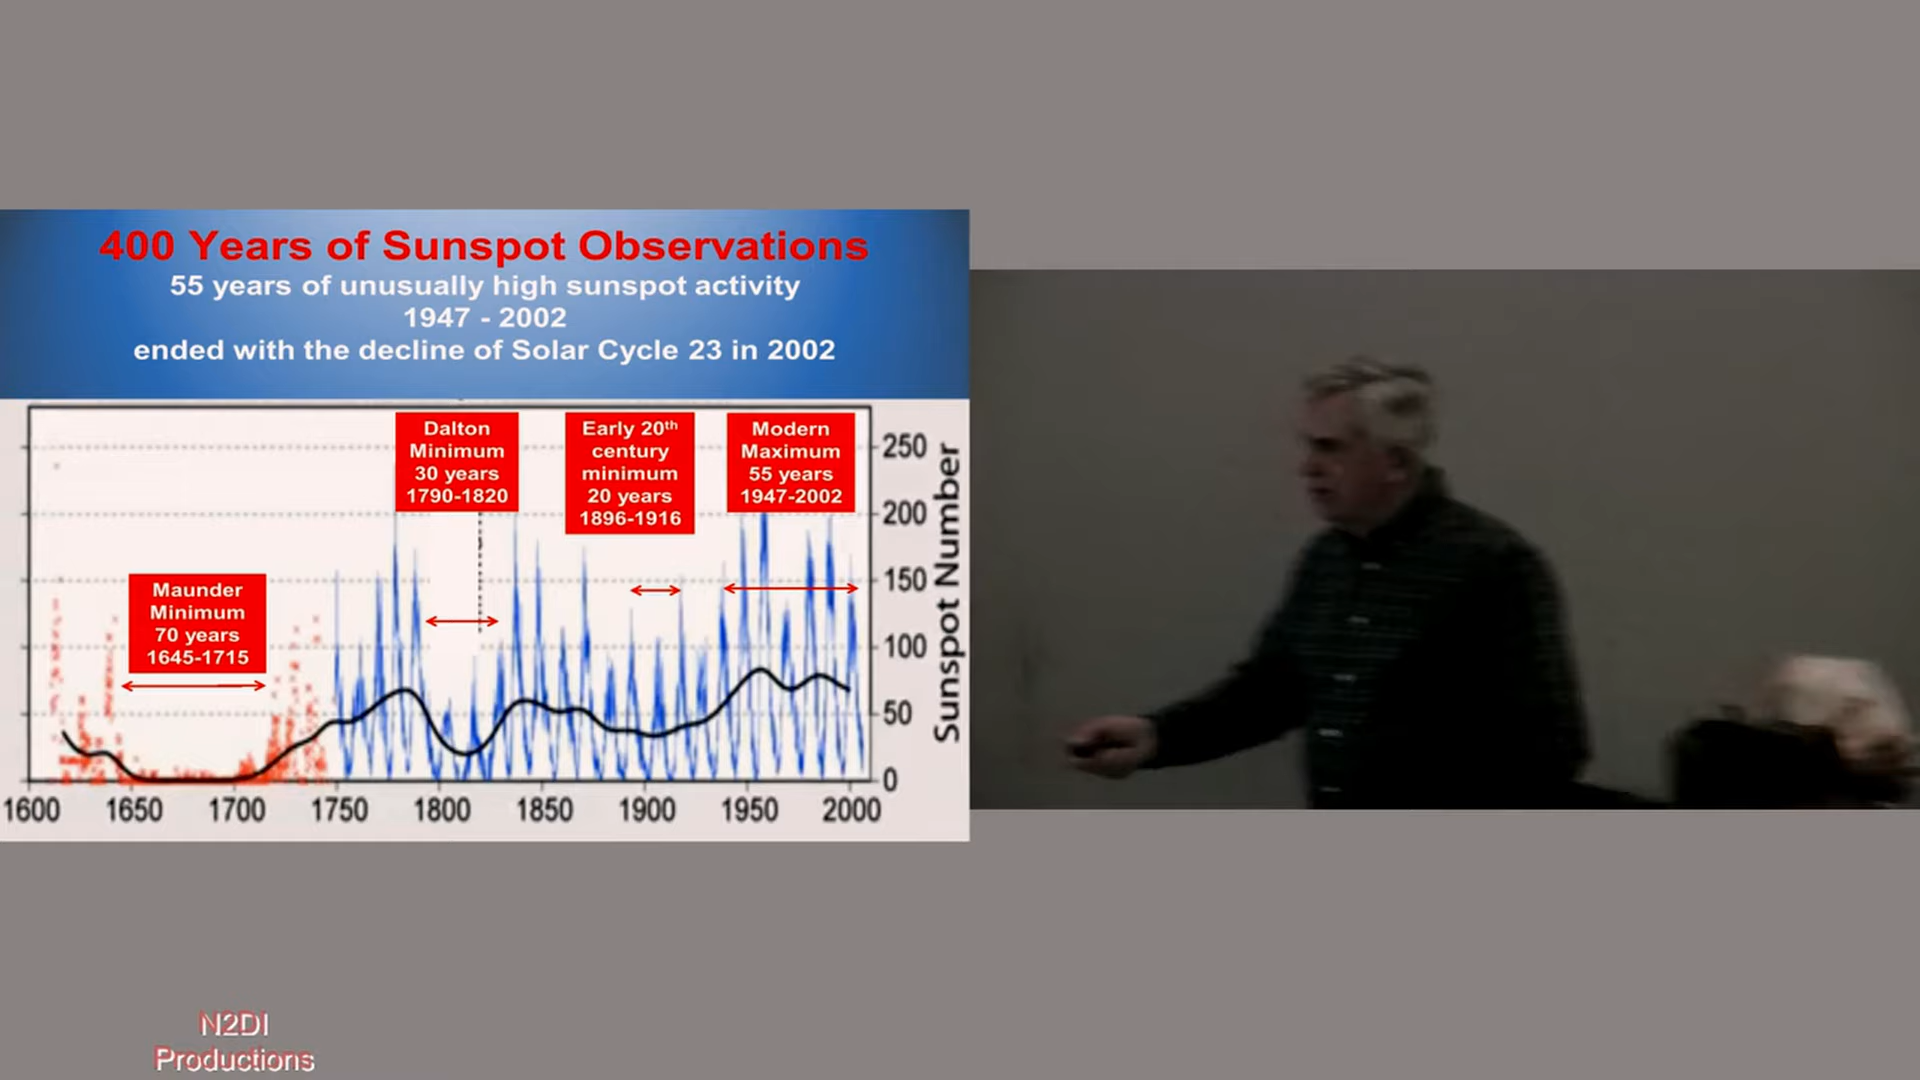 400 Years of Sunspot Observations
55 years of unusually high sunspot activity
1947 - 2002
ended with the decline of Solar Cycle 23 in 2002
Dalton
Minimum
30 years
1790-1820
Early 20th
century
minimum
20 years
1896-1916
Modern
Maximum
55 years
1947-2002
Maunder
Minimum
70 years
1645-1715
250
200
150
100
50
0
Sunspot Number
1600 1650 1700 1750 1800 1850 1900 1950 2000
N2DI
Productions